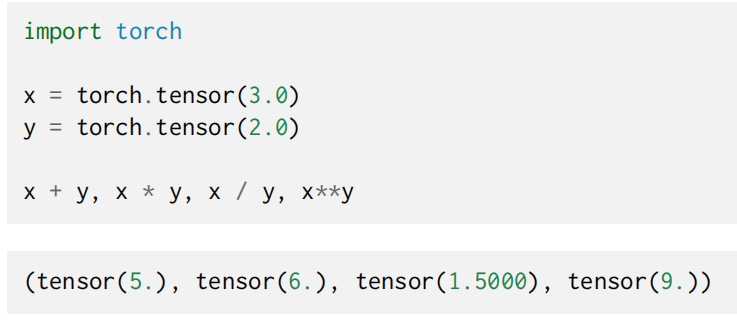 import torch
x = torch.tensor(3.0)
y = torch.tensor(2.0)
x + y, x * y, x / y, x**y
(tensor(5.), tensor(6.), tensor(1.5000), tensor(9.))